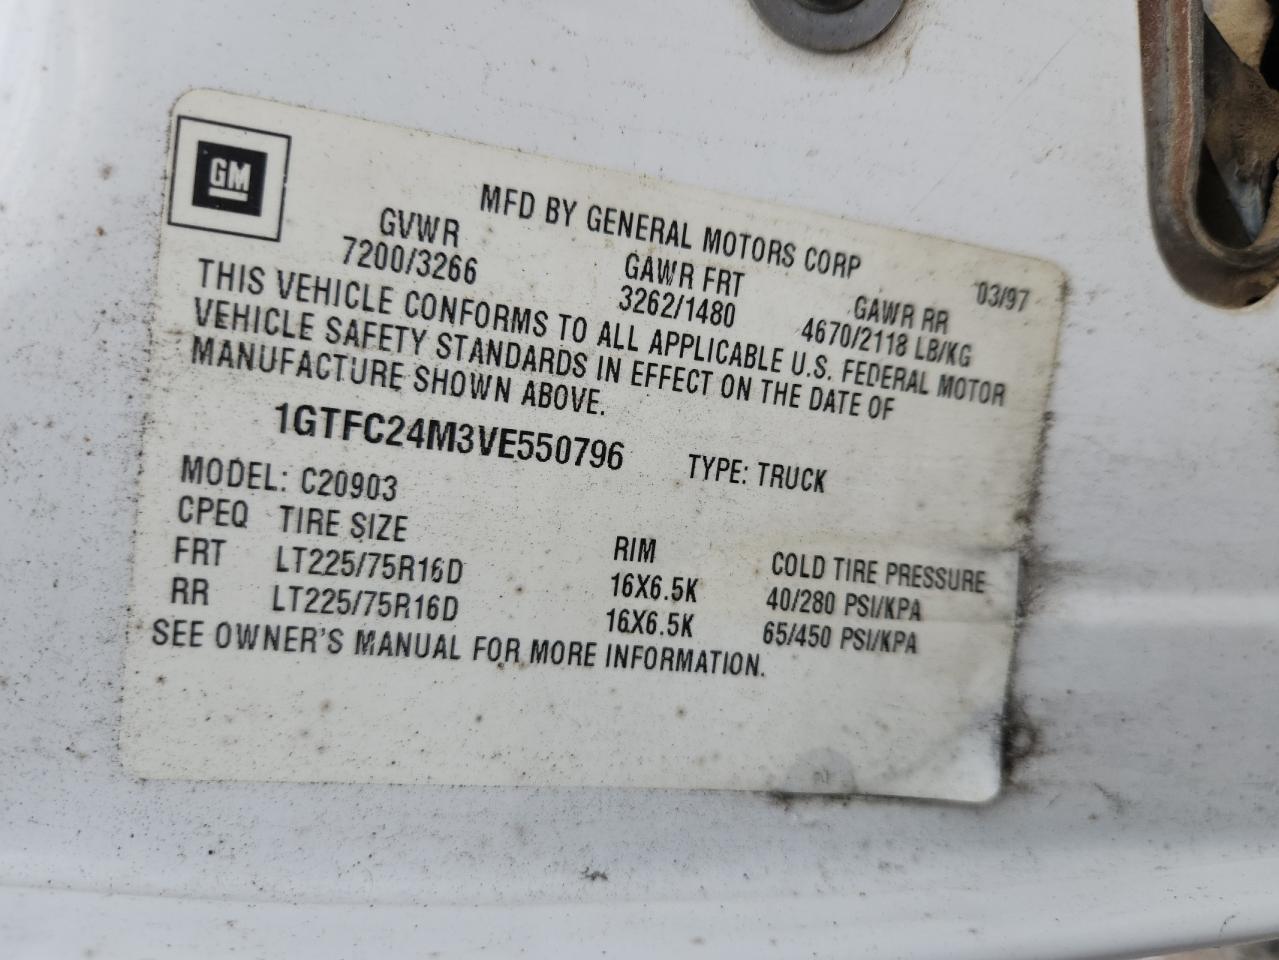 GM
MFD BY GENERAL MOTORS CORP 03/97
GVWR GAWR FRT GAWR RR
7200/3266 3262/1480 4670/2118 LB/KG
THIS VEHICLE CONFORMS TO ALL APPLICABLE U.S. FEDERAL MOTOR
VEHICLE SAFETY STANDARDS IN EFFECT ON THE DATE OF
MANUFACTURE SHOWN ABOVE.
1GTFC24M3VE550796 TYPE: TRUCK
MODEL: C20903
CPEQ TIRE SIZE RIM COLD TIRE PRESSURE
FRT LT225/75R16D 16X6.5K 40/280 PSI/KPA
RR LT225/75R16D 16X6.5K 65/450 PSI/KPA
SEE OWNER'S MANUAL FOR MORE INFORMATION.